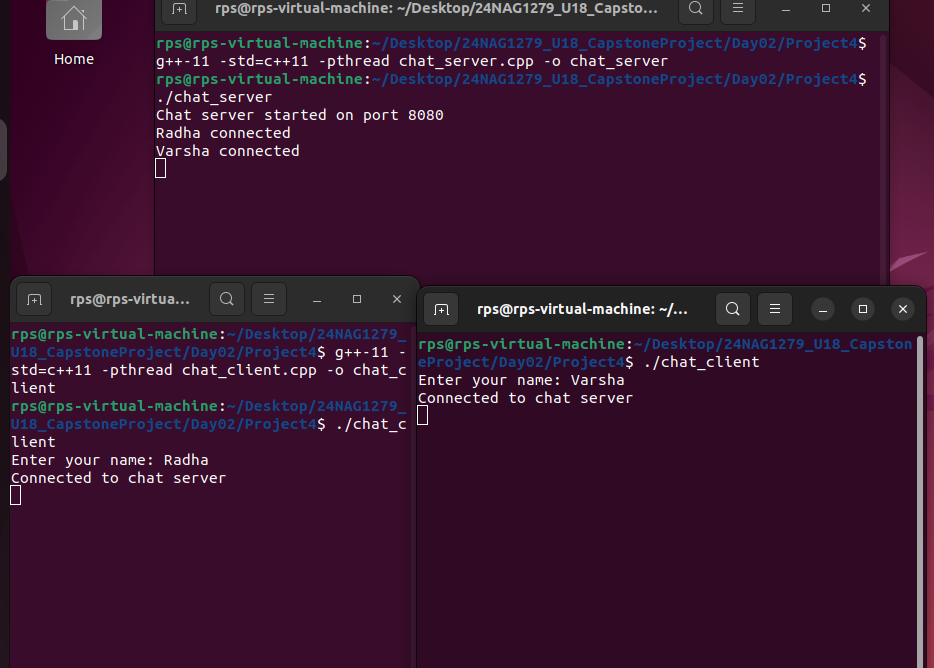 Home
rps@rps-virtual-machine: ~/Desktop/24NAG1279_U18_Capsto...
rps@rps-virtual-machine:~/Desktop/24NAG1279_U18_CapstoneProject/Day02/Project4$
g++-11 -std=c++11 -pthread chat_server.cpp -o chat_server
rps@rps-virtual-machine:~/Desktop/24NAG1279_U18_CapstoneProject/Day02/Project4$
./chat_server
Chat server started on port 8080
Radha connected
Varsha connected
rps@rps-virtua...
rps@rps-virtual-machine:~/Desktop/24NAG1279_
U18_CapstoneProject/Day02/Project4$ g++-11 -
std=c++11 -pthread chat_client.cpp -o chat_c
lient
rps@rps-virtual-machine:~/Desktop/24NAG1279_
U18_CapstoneProject/Day02/Project4$ ./chat_c
lient
Enter your name: Radha
Connected to chat server
rps@rps-virtual-machine: ~/...
rps@rps-virtual-machine:~/Desktop/24NAG1279_U18_Capston
eProject/Day02/Project4$ ./chat_client
Enter your name: Varsha
Connected to chat server